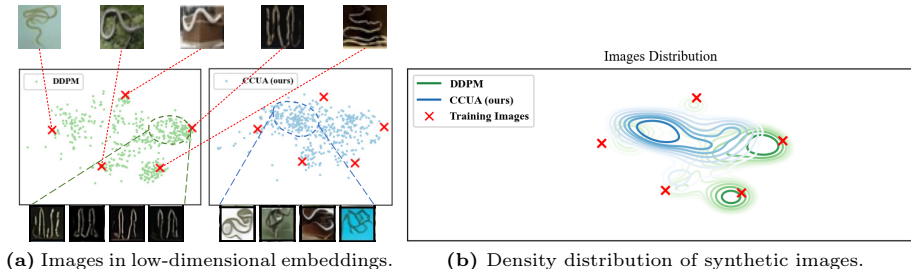 DDPM
CCUA (ours)
Images Distribution
DDPM
CCUA (ours)
Training Images
(a) Images in low-dimensional embeddings.
(b) Density distribution of synthetic images.